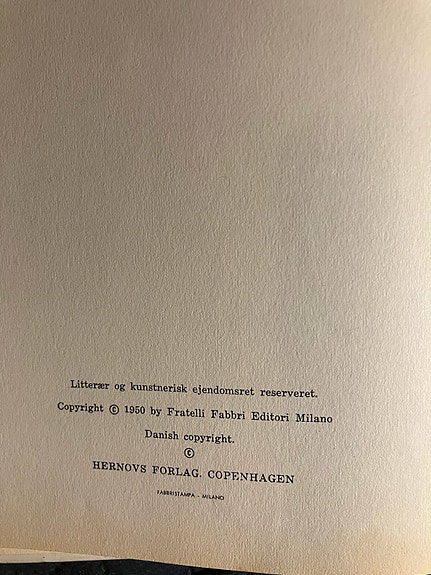 Litterær og kunstnerisk ejendomsret reserveret.
Copyright © 1950 by Fratelli Fabbri Editori Milano
Danish copyright.
©
HERNOVS FORLAG. COPENHAGEN
FABBRISTAMPA - MILANO